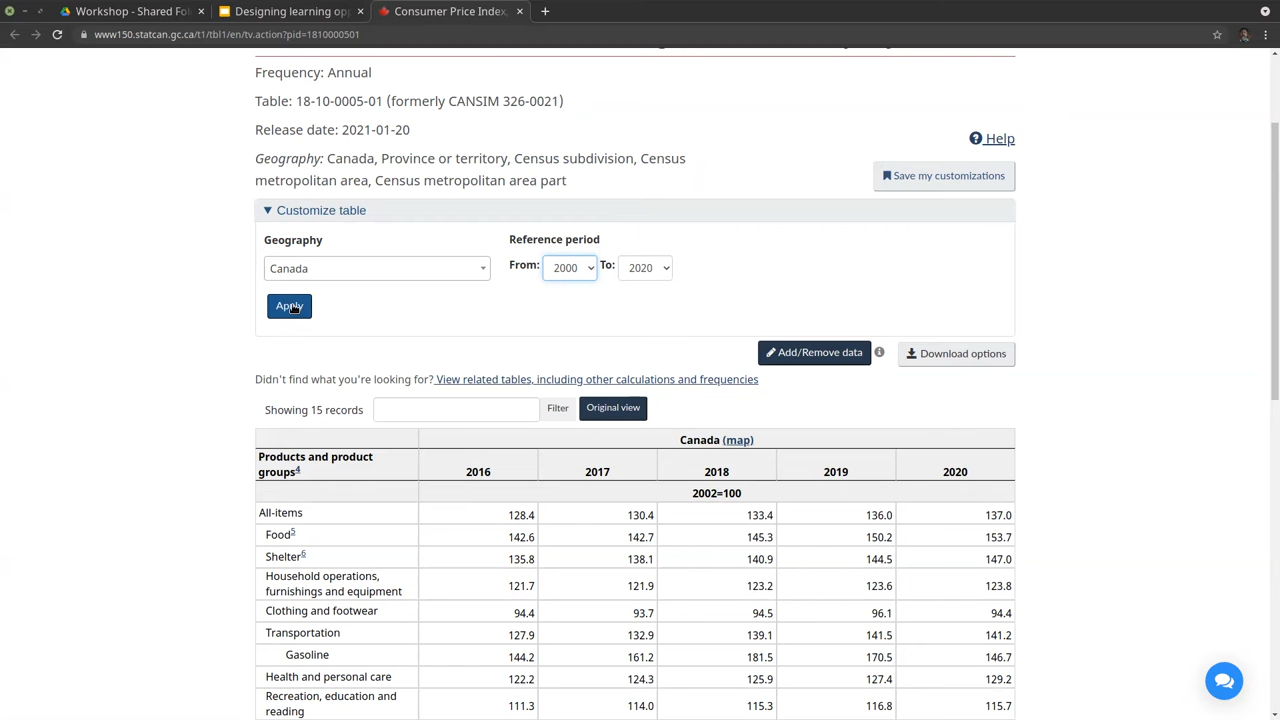 Workshop - Shared Fol
Designing learning opp
Consumer Price Index,
www150.statcan.gc.ca/t1/tbl1/en/tv.action?pid=1810000501
Frequency: Annual
Table: 18-10-0005-01 (formerly CANSIM 326-0021)
Release date: 2021-01-20
Help
Geography: Canada, Province or territory, Census subdivision, Census
metropolitan area, Census metropolitan area part
Save my customizations
Customize table
Geography
Reference period
Canada
From: 2000 To: 2020
Apply
Add/Remove data
Download options
Didn't find what you're looking for? View related tables, including other calculations and frequencies
Showing 15 records
Filter
Original view
Canada (map)
Products and product
groups4
2016 2017 2018 2019 2020
2002=100
All-items 128.4 130.4 133.4 136.0 137.0
Food5 142.6 142.7 145.3 150.2 153.7
Shelter6 135.8 138.1 140.9 144.5 147.0
Household operations,
furnishings and equipment 121.7 121.9 123.2 123.6 123.8
Clothing and footwear 94.4 93.7 94.5 96.1 94.4
Transportation 127.9 132.9 139.1 141.5 141.2
Gasoline 144.2 161.2 181.5 170.5 146.7
Health and personal care 122.2 124.3 125.9 127.4 129.2
Recreation, education and
reading 111.3 114.0 115.3 116.8 115.7